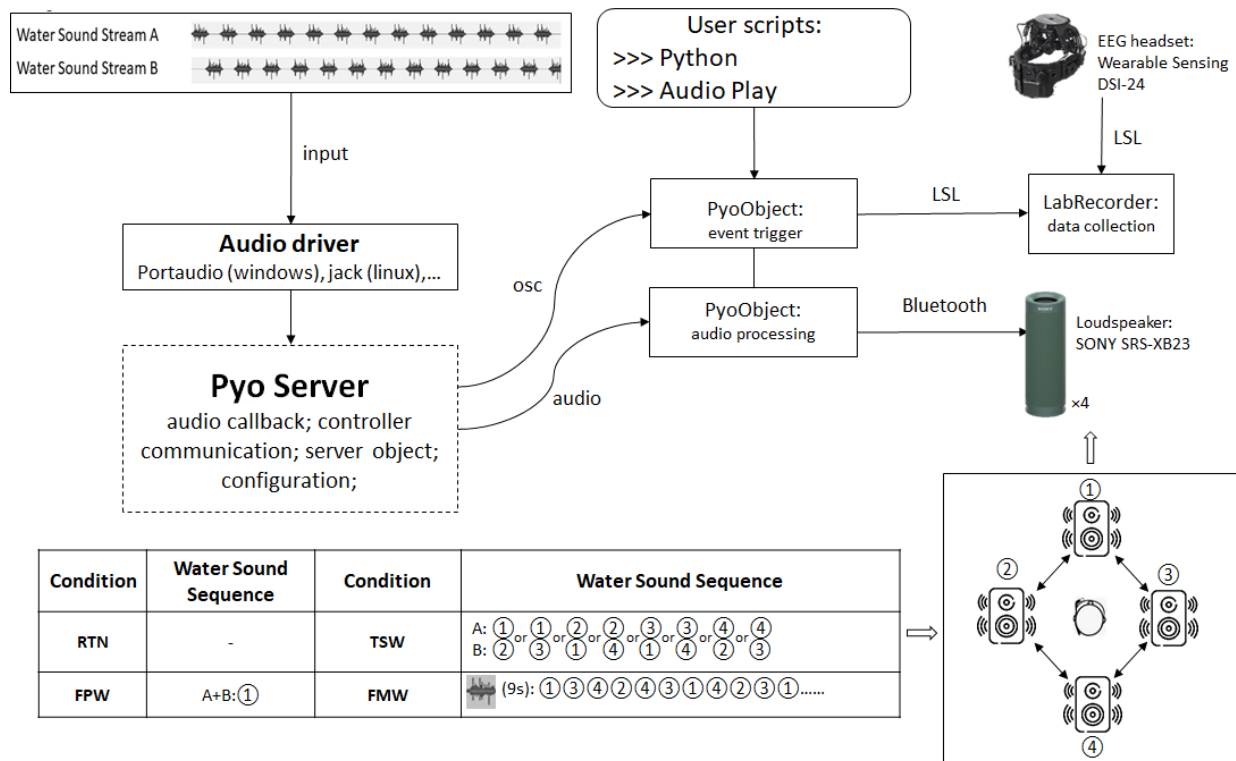 Water Sound Stream A
Water Sound Stream B
User scripts:
>>> Python
>>> Audio Play
EEG headset:
Wearable Sensing
DSI-24
input
LSL
Audio driver
Portaudio (windows), jack (linux),...
PyoObject:
event trigger
LSL
LabRecorder:
data collection
osc
PyoObject:
audio processing
Bluetooth
Loudspeaker:
SONY SRS-XB23
×4
Pyo Server
audio callback; controller
communication; server object;
configuration;
audio
Condition
Water Sound
Sequence
Condition
Water Sound Sequence
RTN
-
TSW
A: ① or ① or ② or ② or ③ or ③ or ④ or ④
B: ② ③ ① ④ ① ④ ② ③
FPW
A+B: ①
FMW
(9s): ①③④②④③①④②③①......
①
②
③
④